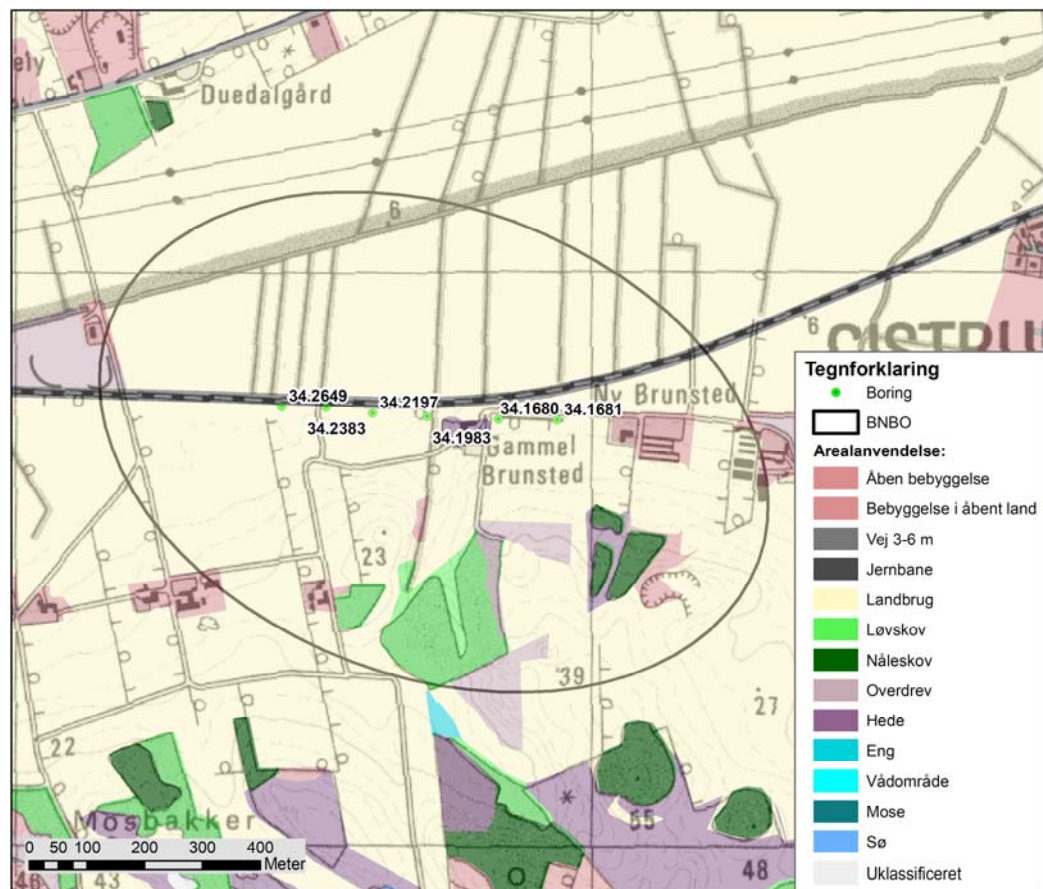 ely
Duedalgård
6
6
GISTRU
34.2649
34.2197
34.1680
34.1681
34.2383
34.1983
Ny Brunsted
Gammel
Brunsted
23
39
27
22
Mosbakker
55
48
46
43
0 50 100 200 300 400
Meter
Tegnforklaring
Boring
BNBO
Arealanvendelse:
Åben bebyggelse
Bebyggelse i åbent land
Vej 3-6 m
Jernbane
Landbrug
Løvskov
Nåleskov
Overdrev
Hede
Eng
Vådområde
Mose
Sø
Uklassificeret